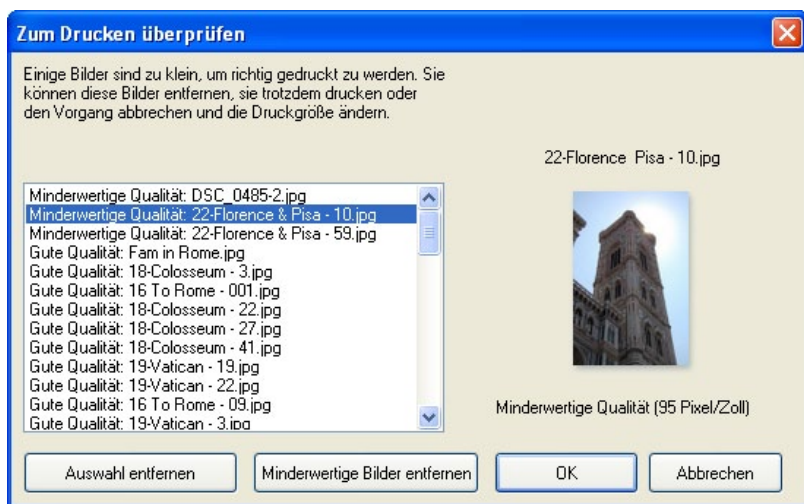 Zum Drucken überprüfen
Einige Bilder sind zu klein, um richtig gedruckt zu werden. Sie
können diese Bilder entfernen, sie trotzdem drucken oder
den Vorgang abbrechen und die Druckgröße ändern.
22-Florence Pisa - 10.jpg
Minderwertige Qualität: DSC_0485-2.jpg
Minderwertige Qualität: 22-Florence & Pisa - 10.jpg
Minderwertige Qualität: 22-Florence & Pisa - 59.jpg
Gute Qualität: Fam in Rome.jpg
Gute Qualität: 18-Colosseum - 3.jpg
Gute Qualität: 16 To Rome - 001.jpg
Gute Qualität: 18-Colosseum - 22.jpg
Gute Qualität: 18-Colosseum - 27.jpg
Gute Qualität: 18-Colosseum - 41.jpg
Gute Qualität: 19-Vatican - 19.jpg
Gute Qualität: 19-Vatican - 22.jpg
Gute Qualität: 16 To Rome - 09.jpg
Gute Qualität: 19-Vatican - 3.jpg
Minderwertige Qualität (95 Pixel/Zoll)
Auswahl entfernen
Minderwertige Bilder entfernen
OK
Abbrechen